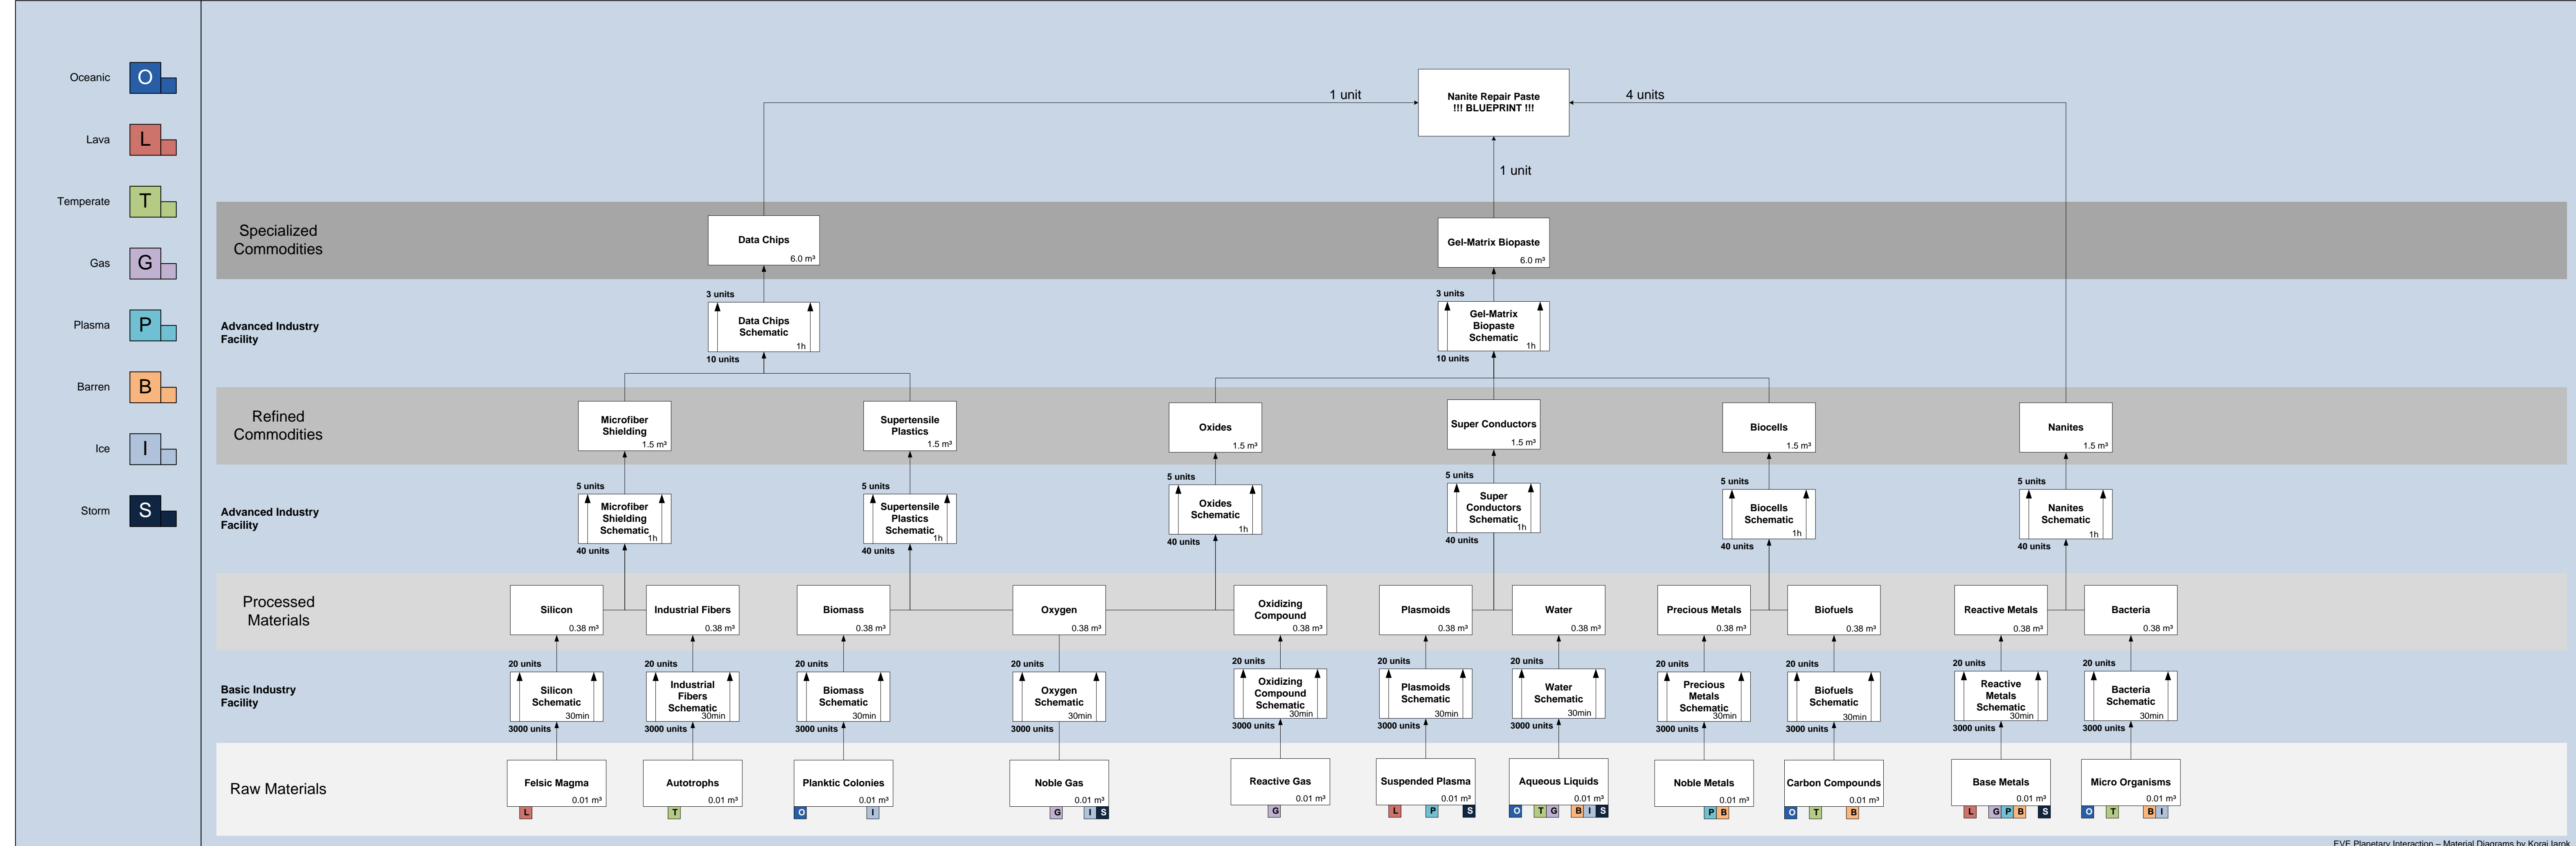 Oceanic O
Lava L
Temperate T
Gas G
Plasma P
Barren B
Ice I
Storm S
1 unit
Nanite Repair Paste
!!! BLUEPRINT !!!
4 units
1 unit
Specialized
Commodities
Data Chips
6.0 m³
Gel-Matrix Biopaste
6.0 m³
Advanced Industry
Facility
3 units
Data Chips
Schematic
1h
10 units
3 units
Gel-Matrix
Biopaste
Schematic
1h
10 units
Refined
Commodities
Microfiber
Shielding
1.5 m³
Supertensile
Plastics
1.5 m³
Oxides
1.5 m³
Super Conductors
1.5 m³
Biocells
1.5 m³
Nanites
1.5 m³
Advanced Industry
Facility
5 units
Microfiber
Shielding
Schematic
1h
40 units
5 units
Supertensile
Plastics
Schematic
1h
40 units
5 units
Oxides
Schematic
1h
40 units
5 units
Super
Conductors
Schematic
1h
40 units
5 units
Biocells
Schematic
1h
40 units
5 units
Nanites
Schematic
1h
40 units
Processed
Materials
Silicon
0.38 m³
Industrial Fibers
0.38 m³
Biomass
0.38 m³
Oxygen
0.38 m³
Oxidizing
Compound
0.38 m³
Plasmoids
0.38 m³
Water
0.38 m³
Precious Metals
0.38 m³
Biofuels
0.38 m³
Reactive Metals
0.38 m³
Bacteria
0.38 m³
Basic Industry
Facility
20 units
Silicon
Schematic
30min
3000 units
20 units
Industrial
Fibers
Schematic
30min
3000 units
20 units
Biomass
Schematic
30min
3000 units
20 units
Oxygen
Schematic
30min
3000 units
20 units
Oxidizing
Compound
Schematic
30min
3000 units
20 units
Plasmoids
Schematic
30min
3000 units
20 units
Water
Schematic
30min
3000 units
20 units
Precious
Metals
Schematic
30min
3000 units
20 units
Biofuels
Schematic
30min
3000 units
20 units
Reactive
Metals
Schematic
30min
3000 units
20 units
Bacteria
Schematic
30min
3000 units
Raw Materials
Felsic Magma
0.01 m³
L
Autotrophs
0.01 m³
T
Planktic Colonies
0.01 m³
O I
Noble Gas
0.01 m³
G I S
Reactive Gas
0.01 m³
G
Suspended Plasma
0.01 m³
L P S
Aqueous Liquids
0.01 m³
O T G B I S
Noble Metals
0.01 m³
P B
Carbon Compounds
0.01 m³
O T B
Base Metals
0.01 m³
L G P B S
Micro Organisms
0.01 m³
O T B I
EVE Planetary Interaction – Material Diagrams by Korai Iarok